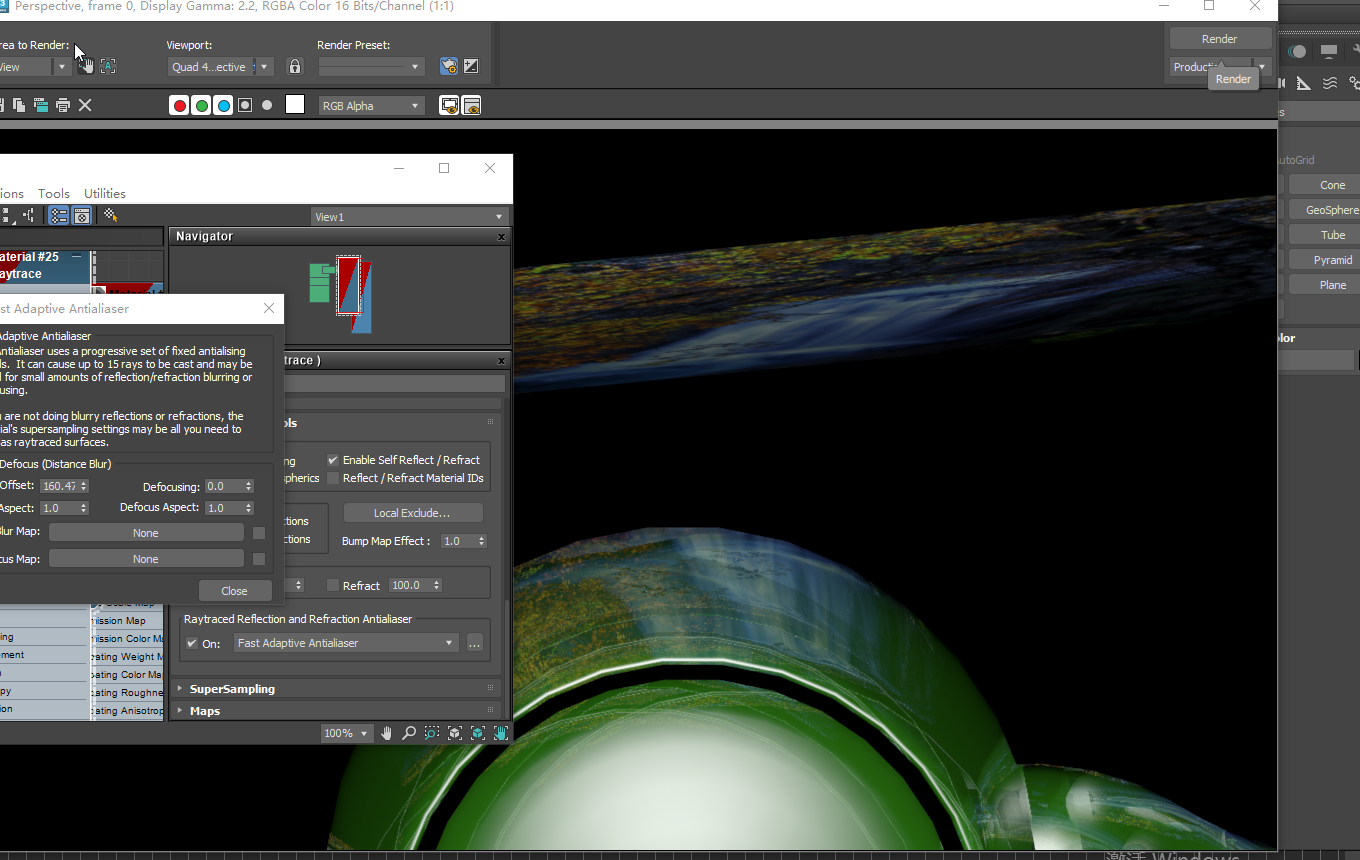 Perspective, frame 0, Display Gamma: 2.2, RGBA Color 16 Bits/Channel (1:1)
rea to Render:
Viewport:
Render Preset:
View
Quad 4...ective
Render
Producti
Render
RGB Alpha
ions Tools Utilities
View1
Navigator
aterial #25
aytrace
st Adaptive Antialiaser
Adaptive Antialiaser
Antialiaser uses a progressive set of fixed antialising
ls. It can cause up to 15 rays to be cast and may be
l for small amounts of reflection/refraction blurring or
using.
u are not doing blurry reflections or refractions, the
ial's supersampling settings may be all you need to
as raytraced surfaces.
Defocus (Distance Blur)
Offset: 160.47
Defocusing: 0.0
Aspect: 1.0
Defocus Aspect: 1.0
Blur Map: None
cus Map: None
Close
trace )
ols
ng
Enable Self Reflect / Refract
pherics
Reflect / Refract Material IDs
Local Exclude...
ctions
ctions
Bump Map Effect : 1.0
Refract 100.0
Raytraced Reflection and Refraction Antialiaser
On: Fast Adaptive Antialiaser ...
SuperSampling
Maps
100%
ing
ment
py
ion
ission Map
ission Color Ma
ating Weight M
ating Color Map
ating Roughne
ating Anisotrop
s
utoGrid
Cone
GeoSphere
Tube
Pyramid
Plane
lor
激活 Windows